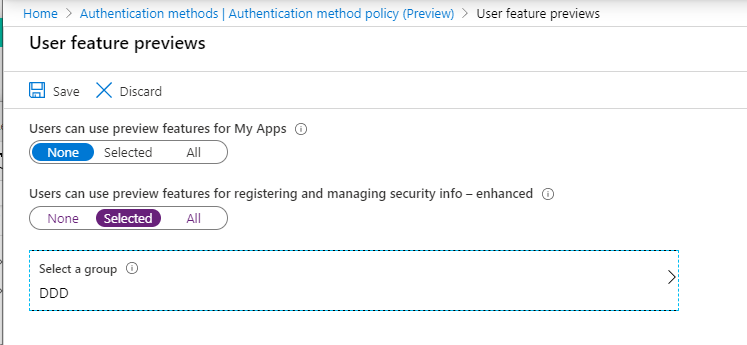 Home > Authentication methods | Authentication method policy (Preview) > User feature previews
User feature previews
Save Discard
Users can use preview features for My Apps
None Selected All
Users can use preview features for registering and managing security info – enhanced
None Selected All
Select a group
DDD